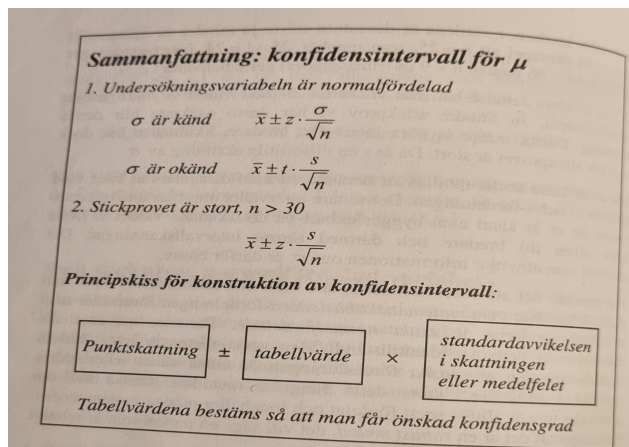 Sammanfattning: konfidensintervall för μ
1. Undersökningsvariabeln är normalfördelad
σ är känd x̄ ± z · σ/√n
σ är okänd x̄ ± t · s/√n
2. Stickprovet är stort, n > 30
x̄ ± z · s/√n
Principskiss för konstruktion av konfidensintervall:
Punktskattning ± tabellvärde × standardavvikelsen
i skattningen
eller medelfelet
Tabellvärdena bestäms så att man får önskad konfidensgrad